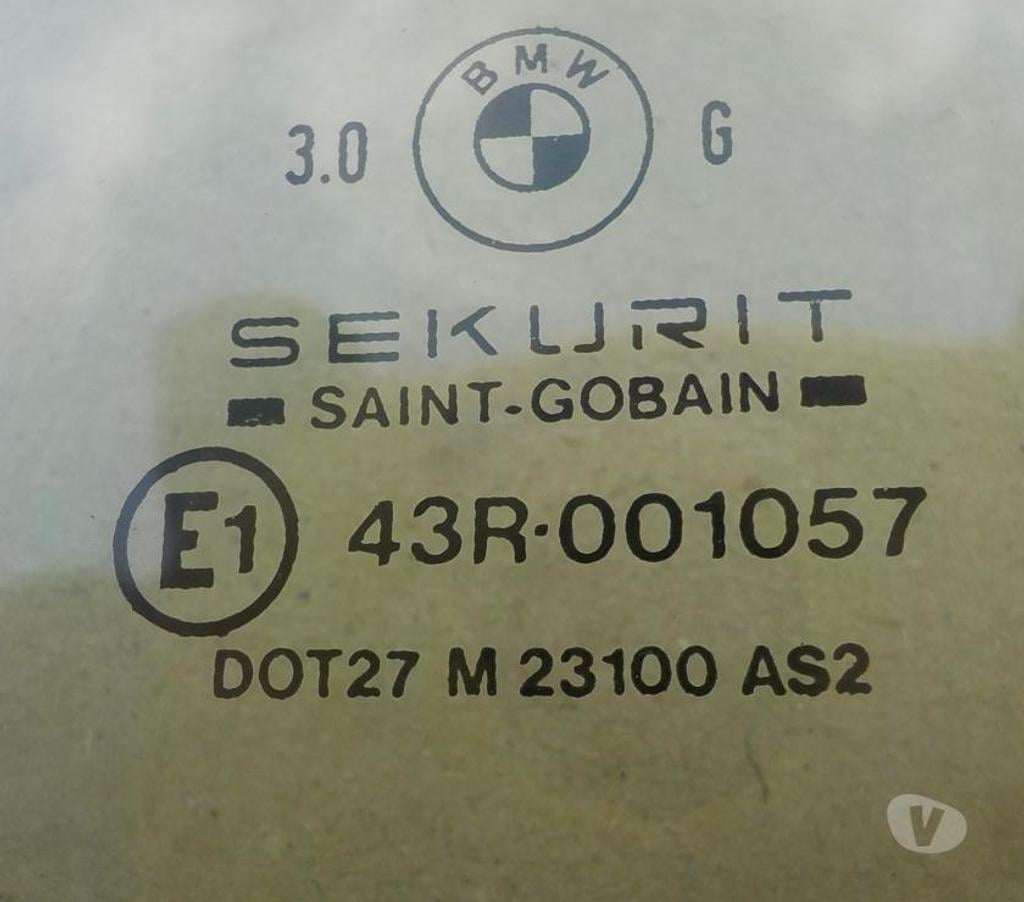 BMW
3.0 G
SEKURIT
SAINT-GOBAIN
E1 43R·001057
DOT27 M 23100 AS2
V